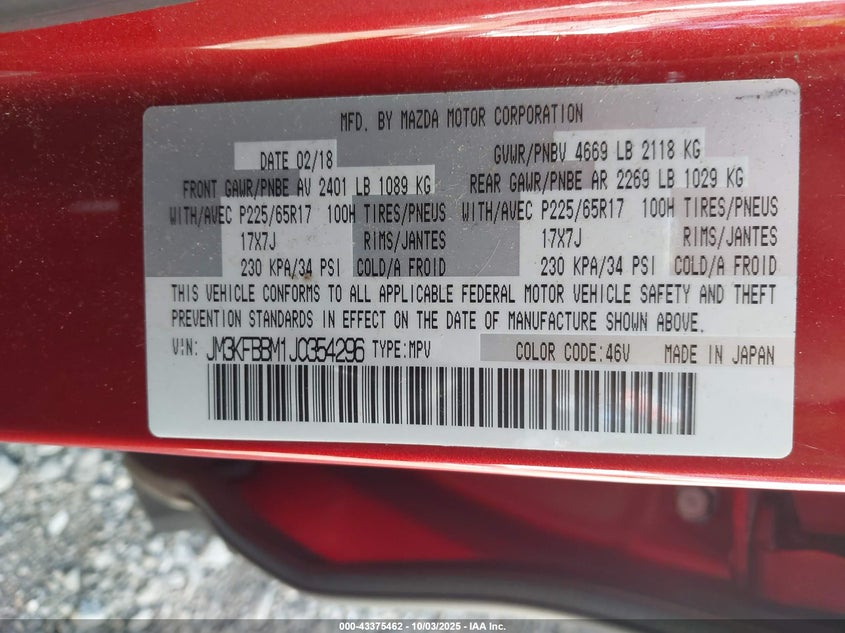 MFD. BY MAZDA MOTOR CORPORATION
DATE 02/18 GVWR/PNBV 4669 LB 2118 KG
FRONT GAWR/PNBE AV 2401 LB 1089 KG REAR GAWR/PNBE AR 2269 LB 1029 KG
WITH/AVEC P225/65R17 100H TIRES/PNEUS WITH/AVEC P225/65R17 100H TIRES/PNEUS
17X7J RIMS/JANTES 17X7J RIMS/JANTES
230 KPA/34 PSI COLD/A FROID 230 KPA/34 PSI COLD/A FROID
THIS VEHICLE CONFORMS TO ALL APPLICABLE FEDERAL MOTOR VEHICLE SAFETY AND THEFT
PREVENTION STANDARDS IN EFFECT ON THE DATE OF MANUFACTURE SHOWN ABOVE.
VIN: JM3KFBBM1J0354296 TYPE:MPV COLOR CODE:46V MADE IN JAPAN
000-43375462 - 10/03/2025 - IAA Inc.